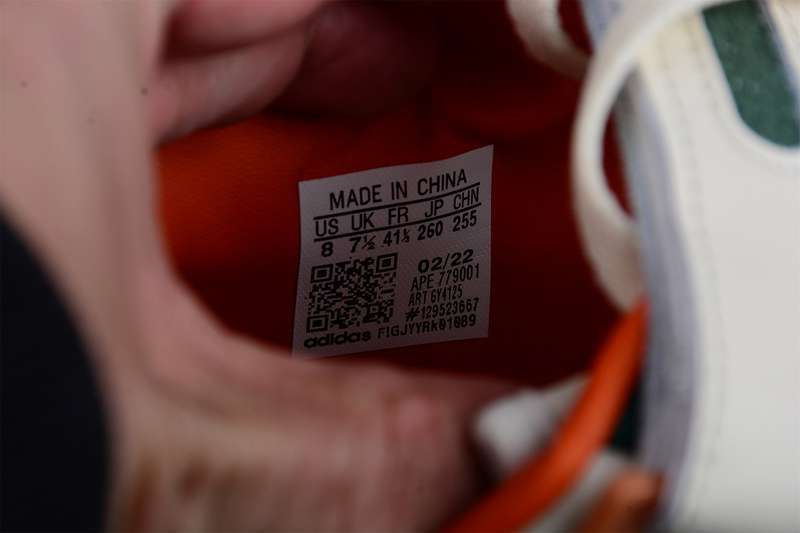 MADE IN CHINA
US UK FR JP CHN
8 7½ 41⅓ 260 255
02/22
APE 779001
ART 6Y4125
#129523667
adidas FIGJYYRK01089